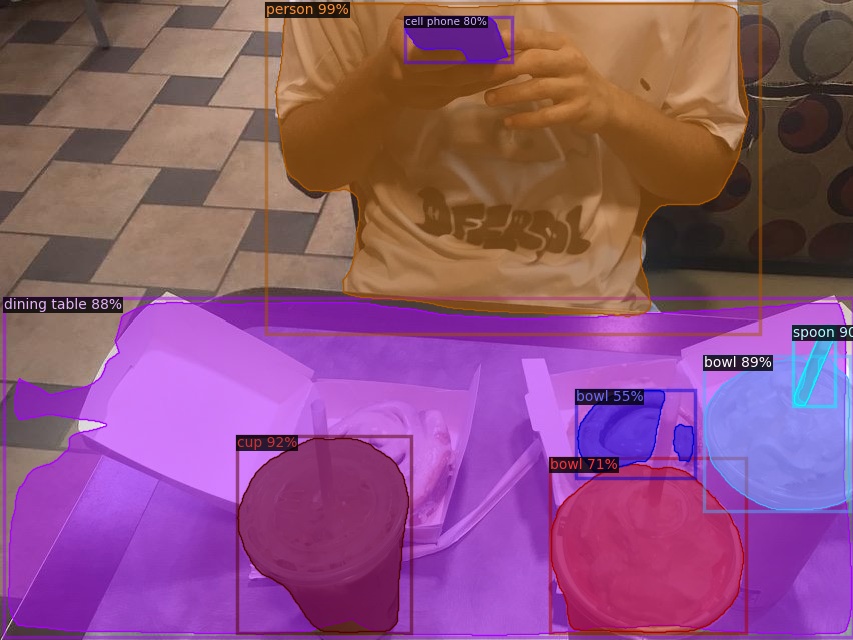 person 99%
cell phone 80%
dining table 88%
spoon 90
bowl 89%
bowl 55%
cup 92%
bowl 71%